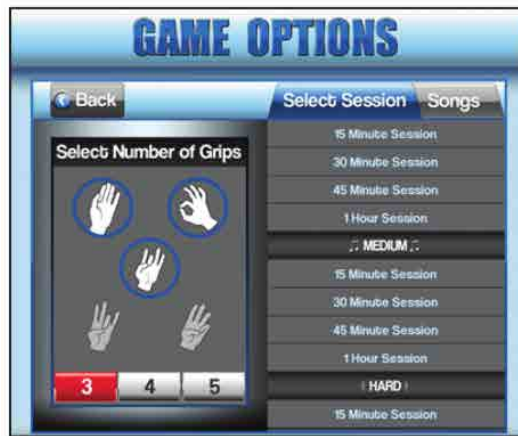 GAME OPTIONS
Back
Select Session
Songs
Select Number of Grips
3
4
5
15 Minute Session
30 Minute Session
45 Minute Session
1 Hour Session
♫ MEDIUM ♫
15 Minute Session
30 Minute Session
45 Minute Session
1 Hour Session
HARD
15 Minute Session